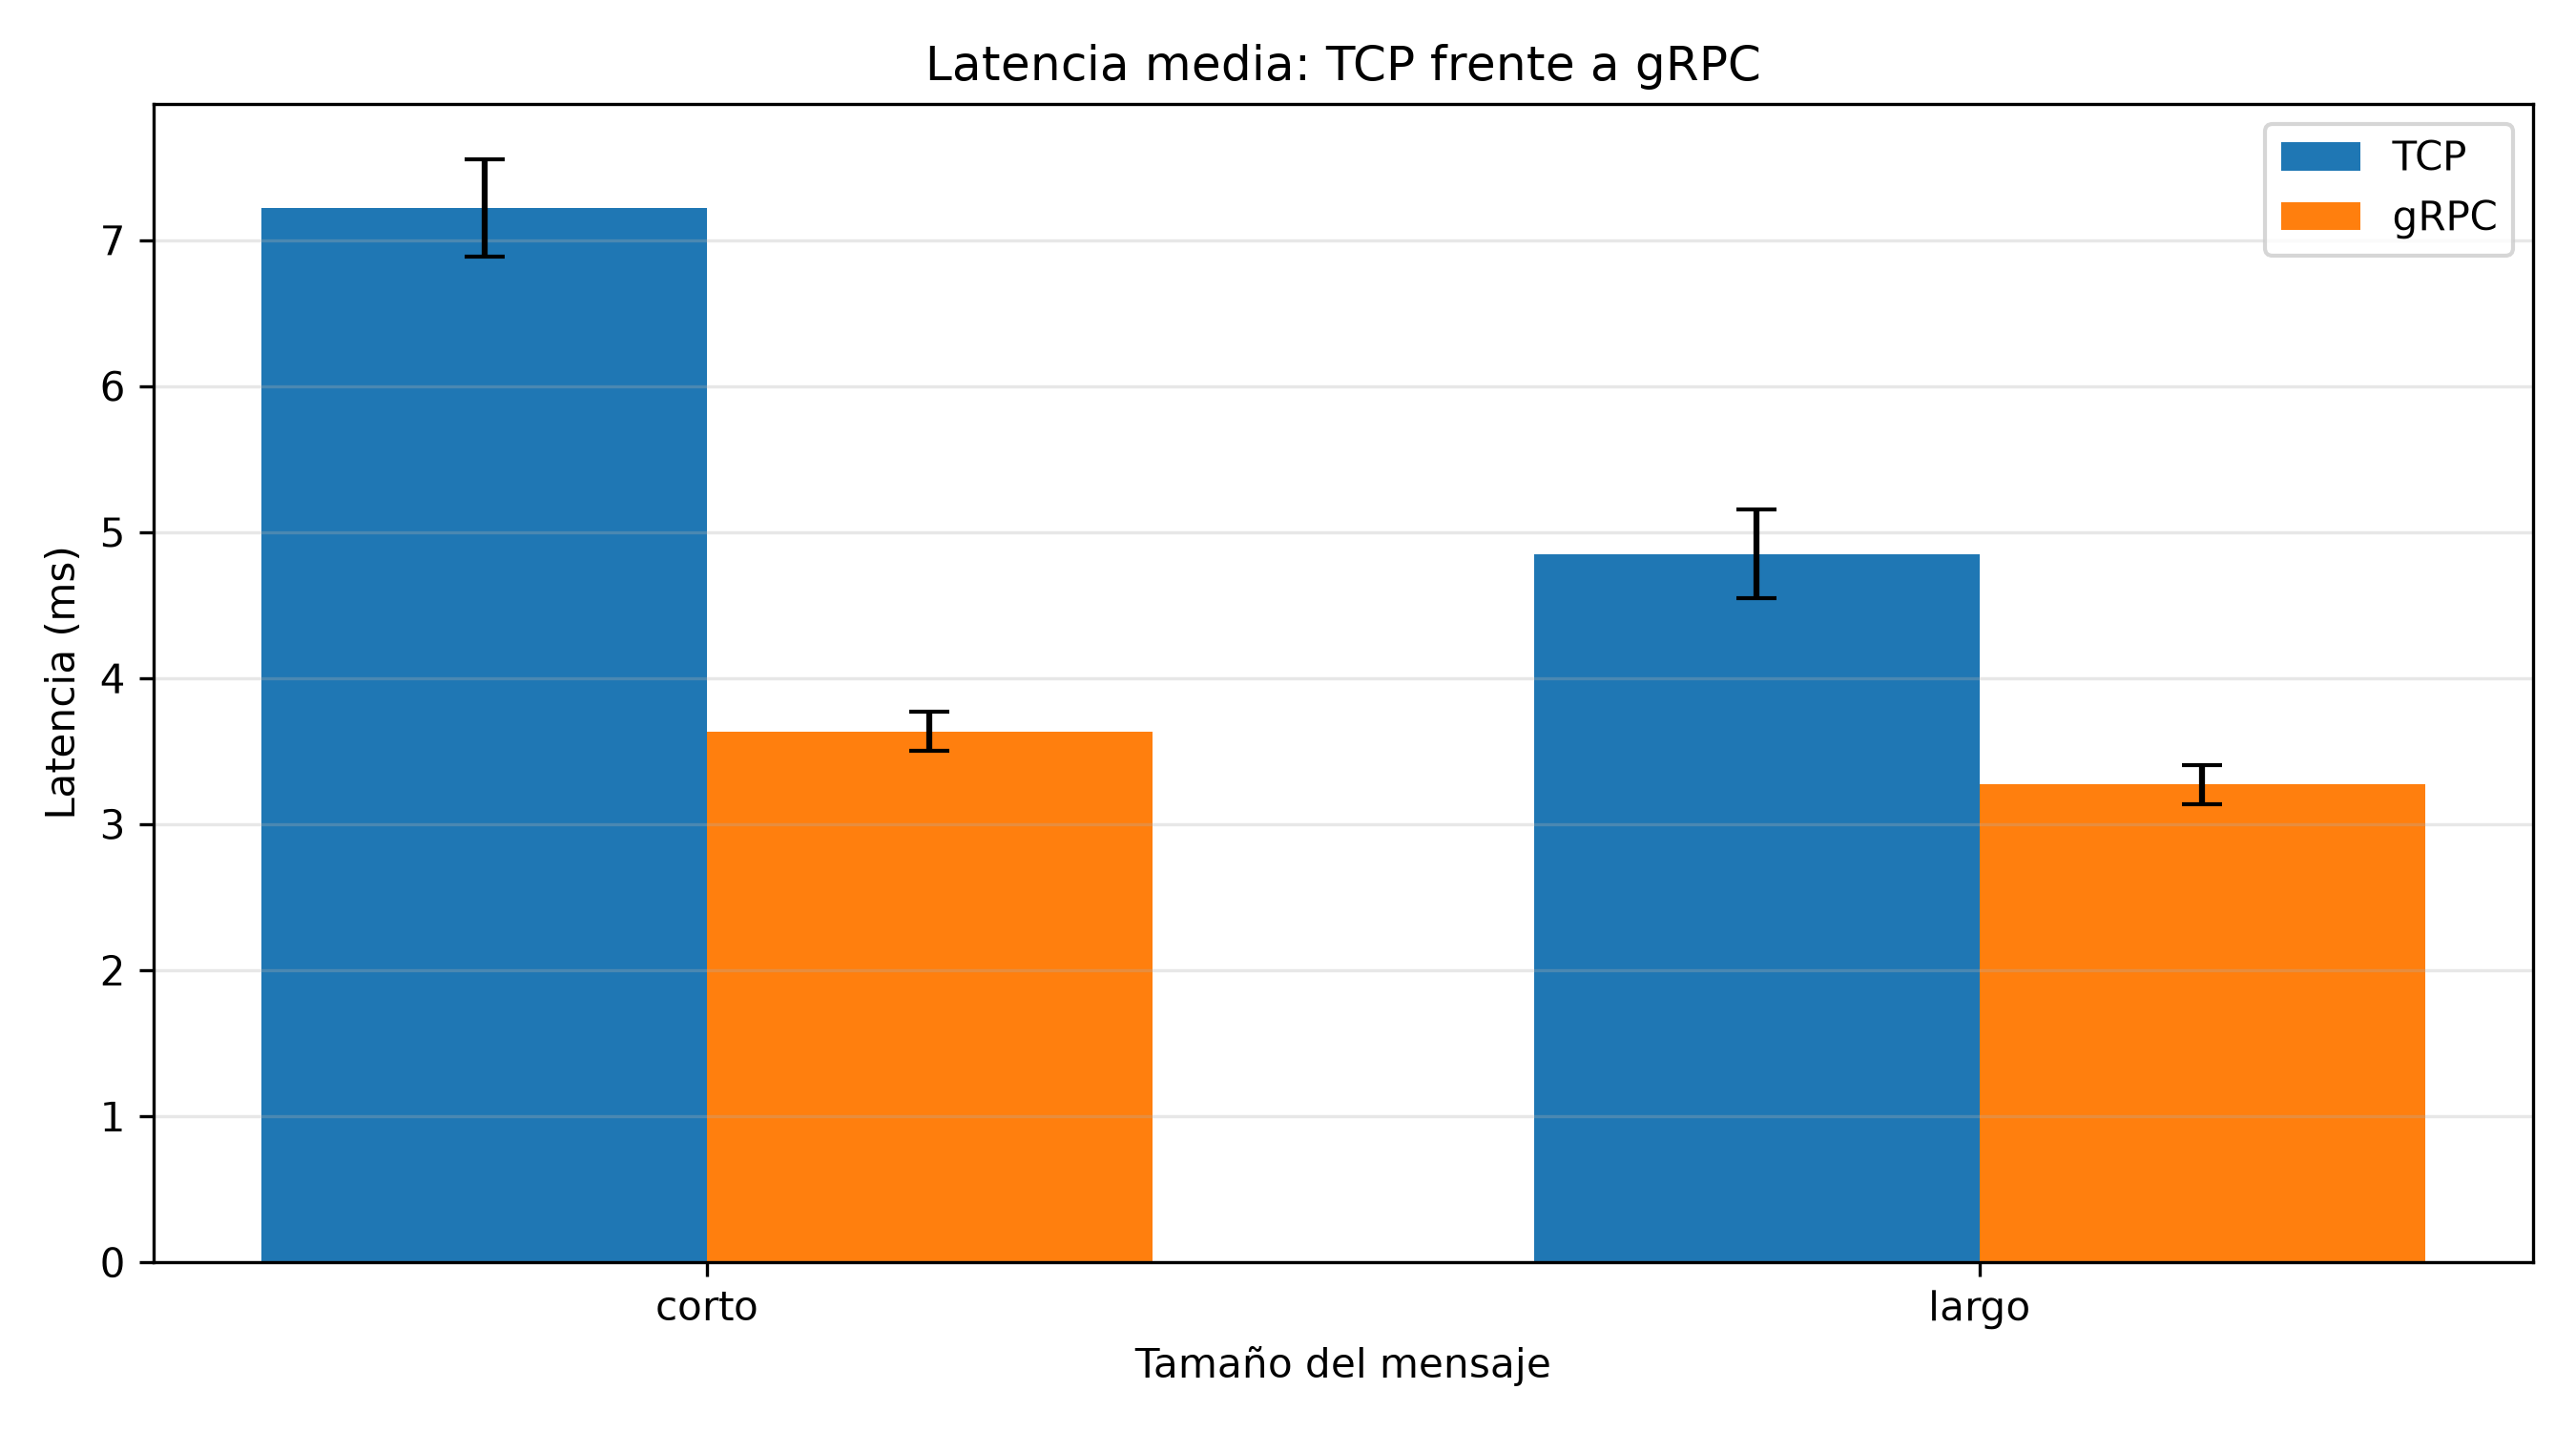 Latencia media: TCP frente a gRPC
TCP
gRPC
7
6
5
4
3
2
1
0
Latencia (ms)
corto
largo
Tamaño del mensaje